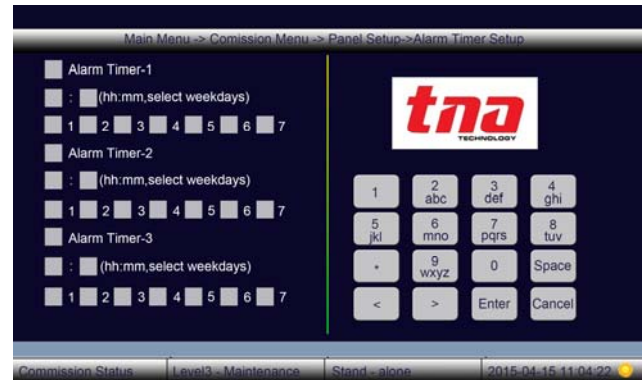 Main Menu -> Comission Menu -> Panel Setup->Alarm Timer Setup
Alarm Timer-1
: (hh:mm,select weekdays)
1 2 3 4 5 6 7
Alarm Timer-2
: (hh:mm,select weekdays)
1 2 3 4 5 6 7
Alarm Timer-3
: (hh:mm,select weekdays)
1 2 3 4 5 6 7
tna
TECHNOLOGY
1 2 3 4
abc def ghi
5 6 7 8
jkl mno pqrs tuv
. 9 0 Space
wxyz
< > Enter Cancel
Commission Status Level3 - Maintenance Stand - alone 2015-04-15 11:04:22